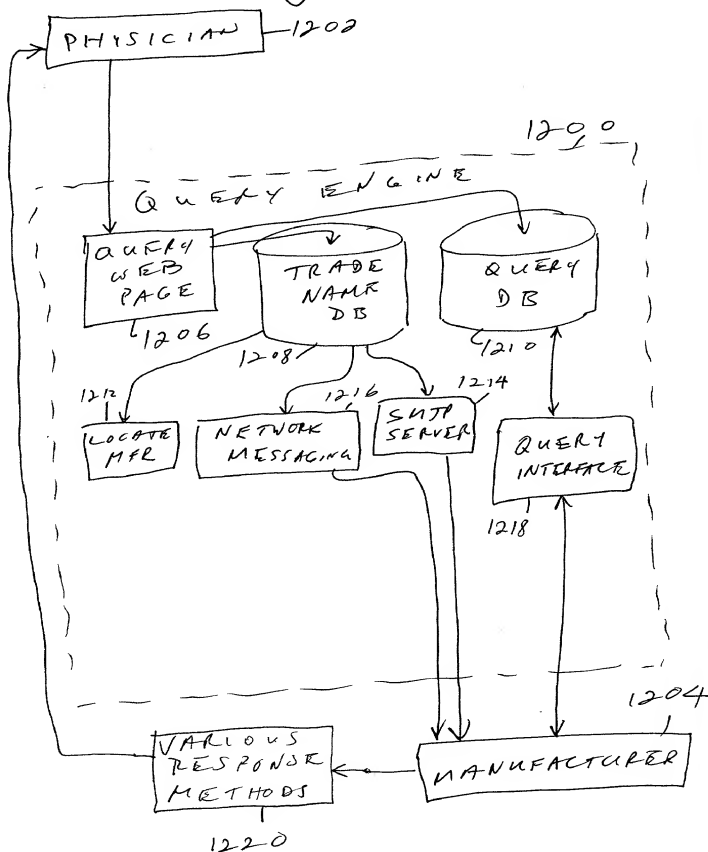 PHYSICIAN
1202
1200
QUERY ENGINE
QUERY
WEB
PAGE
1206
TRADE
NAME
DB
1208
QUERY
DB
1210
1212
LOCATE
MFR
1216
NETWORK
MESSAGING
1214
SMTP
SERVER
QUERY
INTERFACE
1218
1204
MANUFACTURER
VARIOUS
RESPONSE
METHODS
1220